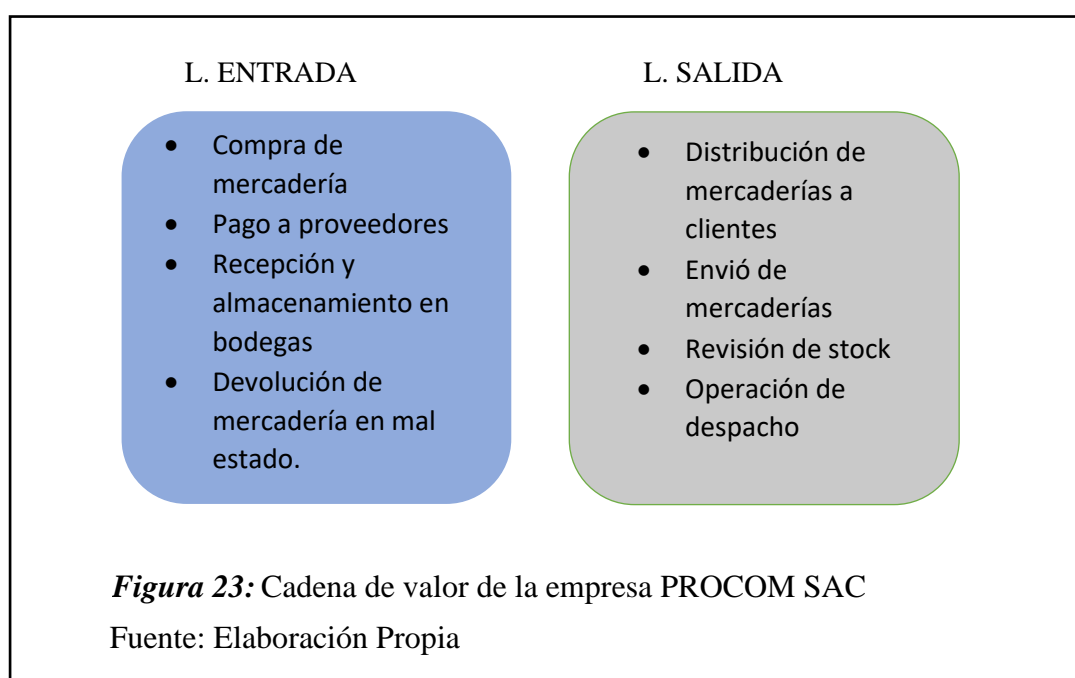 L. ENTRADA
• Compra de
mercadería
• Pago a proveedores
• Recepción y
almacenamiento en
bodegas
• Devolución de
mercadería en mal
estado.
L. SALIDA
• Distribución de
mercaderías a
clientes
• Envió de
mercaderías
• Revisión de stock
• Operación de
despacho
Figura 23: Cadena de valor de la empresa PROCOM SAC
Fuente: Elaboración Propia